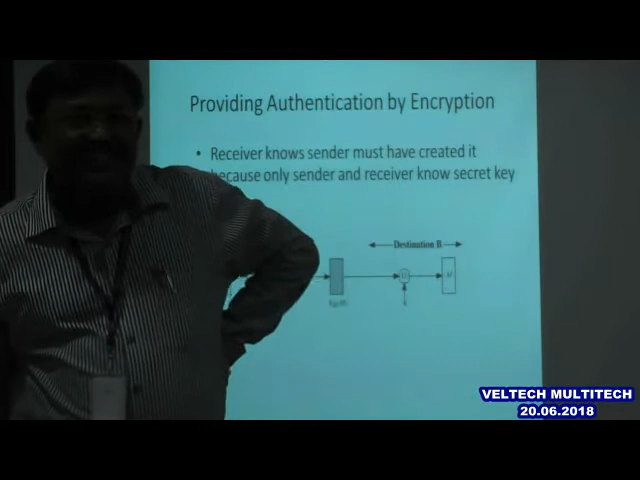 Providing Authentication by Encryption
• Receiver knows sender must have created it
because only sender and receiver know secret key
Destination B
VELTECH MULTITECH
20.06.2018